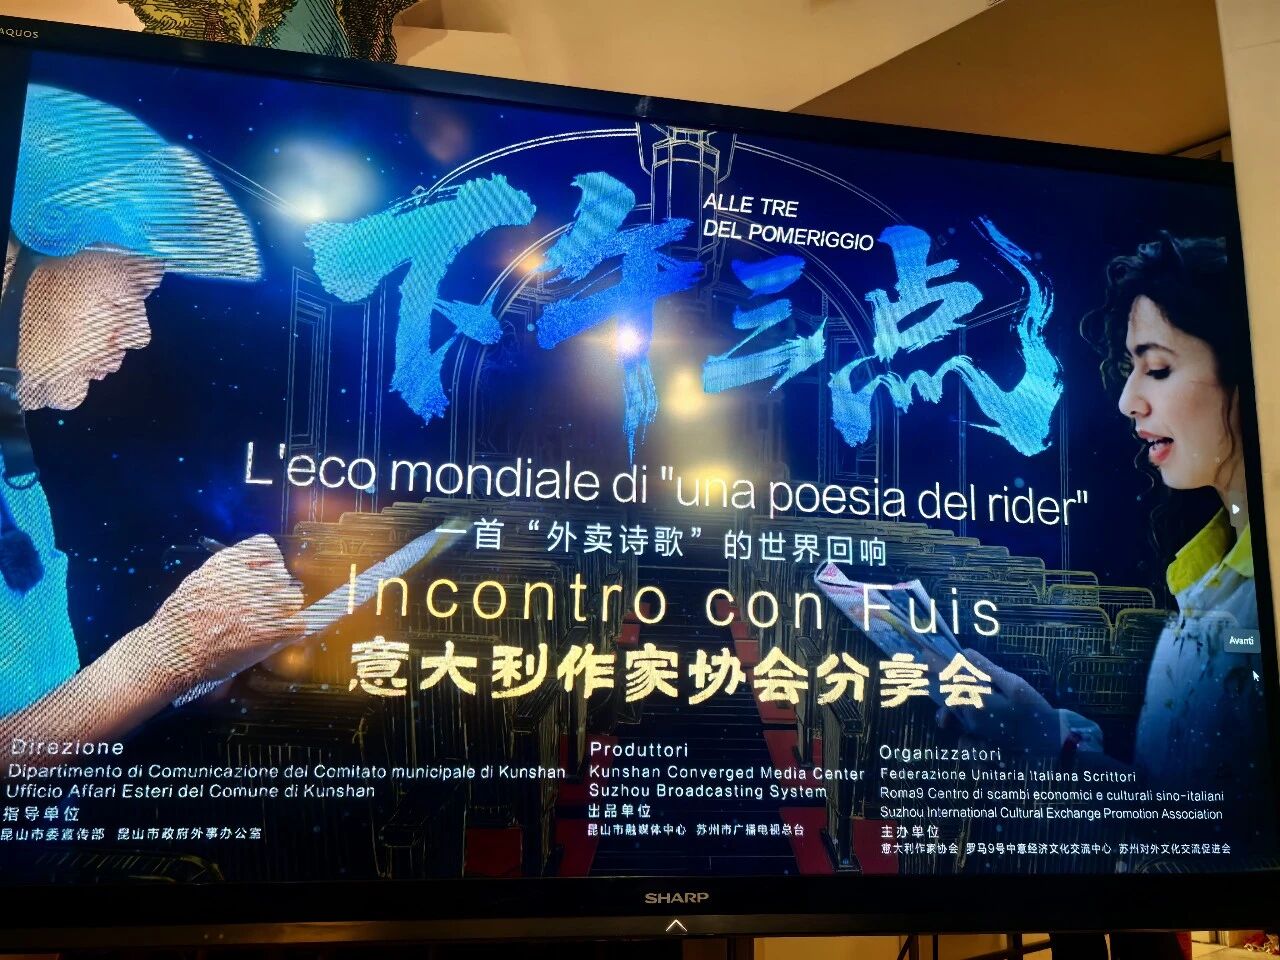 AQUOS
下午三点
ALLE TRE
DEL POMERIGGIO
L'eco mondiale di "una poesia del rider"
一首“外卖诗歌”的世界回响
Incontro con Fuis
意大利作家协会分享会
Avanti
Direzione
Dipartimento di Comunicazione del Comitato municipale di Kunshan
Ufficio Affari Esteri del Comune di Kunshan
指导单位
昆山市委宣传部 昆山市政府外事办公室
Produttori
Kunshan Converged Media Center
Suzhou Broadcasting System
出品单位
昆山市融媒体中心 苏州市广播电视总台
Organizzatori
Federazione Unitaria Italiana Scrittori
Roma9 Centro di scambi economici e culturali sino-italiani
Suzhou International Cultural Exchange Promotion Association
主办单位
意大利作家协会 罗马9号中意经济文化交流中心 苏州对外文化交流促进会
SHARP